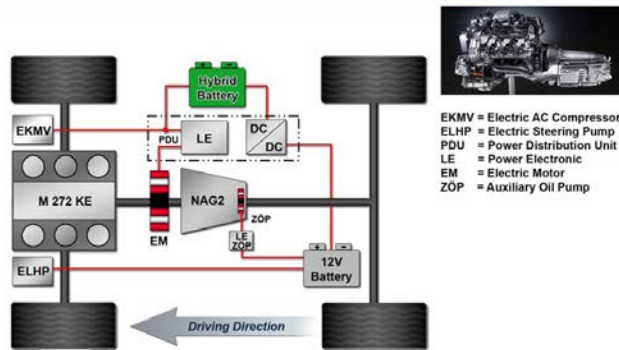 Hybrid
Battery
EKMV
PDU
LE
DC
DC
M 272 KE
NAG2
EM
ZÖP
LE
ZÖP
12V
Battery
ELHP
Driving Direction
EKMV = Electric AC Compressor
ELHP = Electric Steering Pump
PDU = Power Distribution Unit
LE = Power Electronic
EM = Electric Motor
ZÖP = Auxiliary Oil Pump